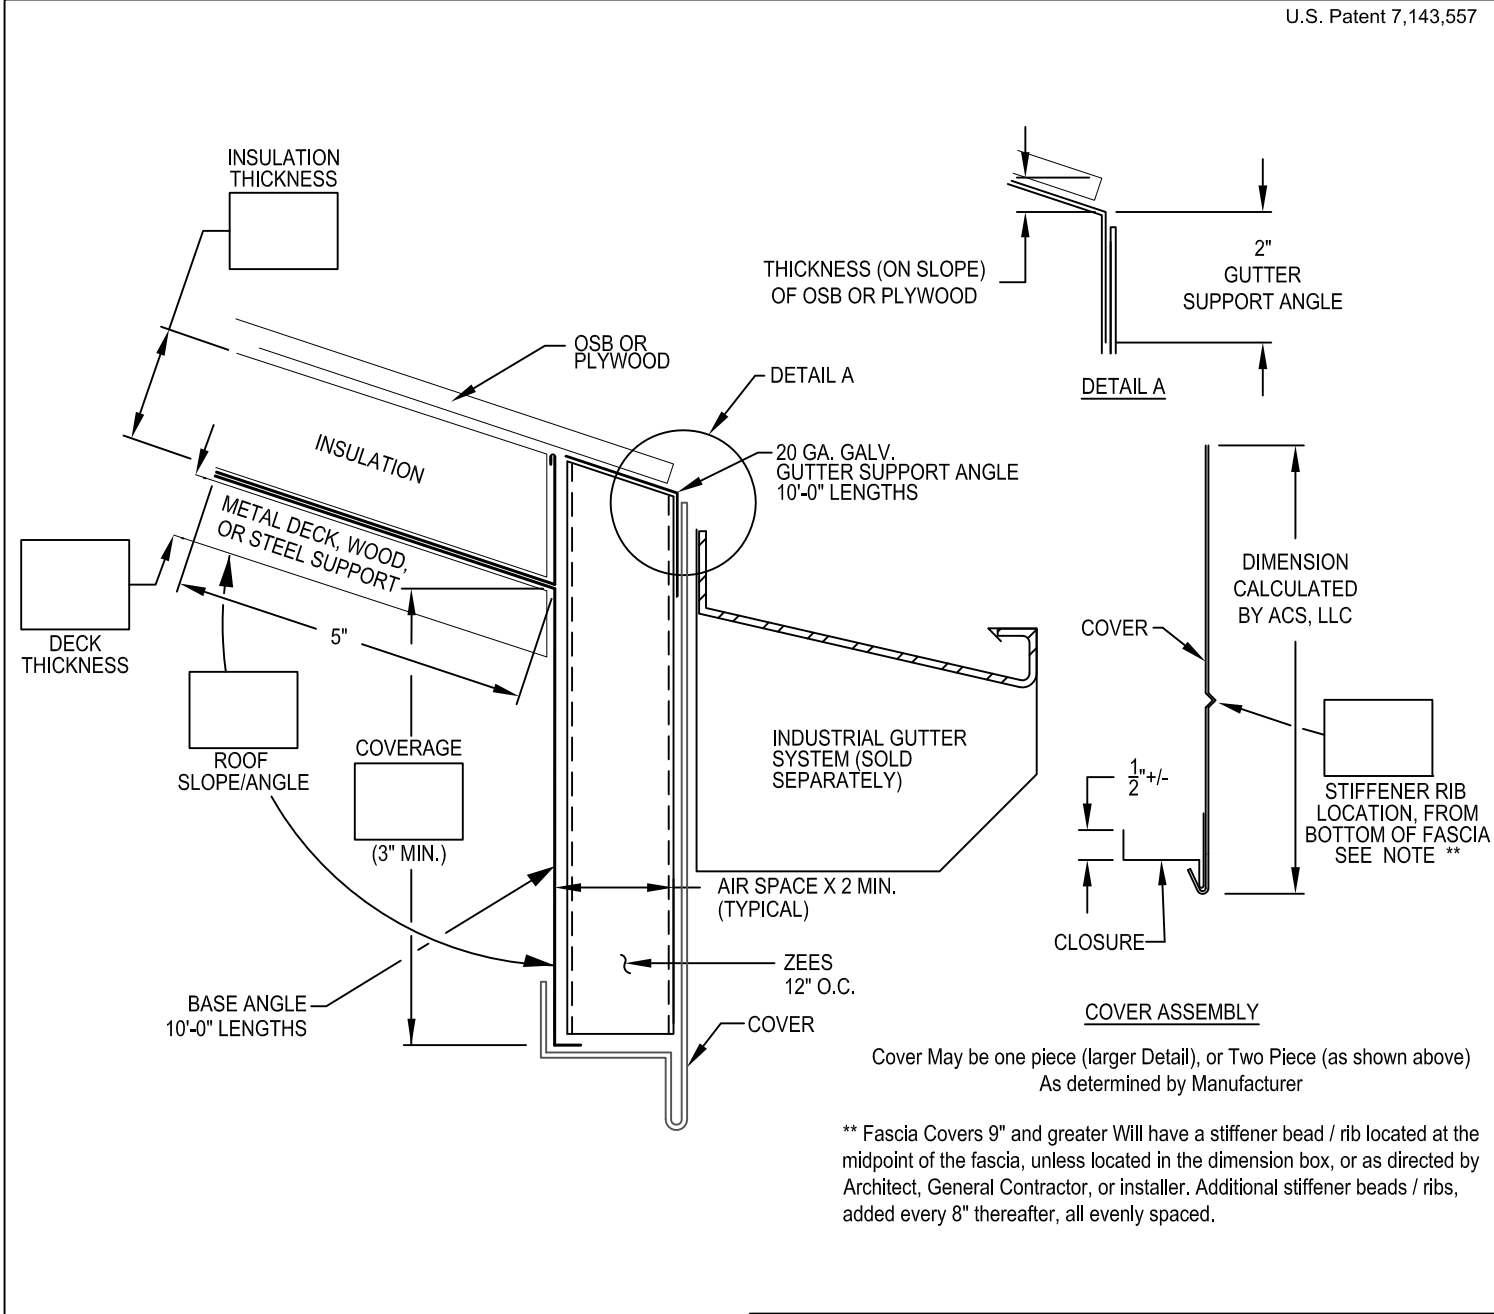 U.S. Patent 7,143,557
INSULATION
THICKNESS
THICKNESS (ON SLOPE)
OF OSB OR PLYWOOD
2"
GUTTER
SUPPORT ANGLE
DETAIL A
OSB OR
PLYWOOD
DETAIL A
INSULATION
20 GA. GALV.
GUTTER SUPPORT ANGLE
10'-0" LENGTHS
METAL DECK, WOOD,
OR STEEL SUPPORT
5"
DECK
THICKNESS
ROOF
SLOPE/ANGLE
COVERAGE
(3" MIN.)
INDUSTRIAL GUTTER
SYSTEM (SOLD
SEPARATELY)
AIR SPACE X 2 MIN.
(TYPICAL)
ZEES
12" O.C.
BASE ANGLE
10'-0" LENGTHS
COVER
DIMENSION
CALCULATED
BY ACS, LLC
COVER
1/2"+/-
STIFFENER RIB
LOCATION, FROM
BOTTOM OF FASCIA
SEE NOTE **
CLOSURE
COVER ASSEMBLY
Cover May be one piece (larger Detail), or Two Piece (as shown above)
As determined by Manufacturer
** Fascia Covers 9" and greater Will have a stiffener bead / rib located at the
midpoint of the fascia, unless located in the dimension box, or as directed by
Architect, General Contractor, or installer. Additional stiffener beads / ribs,
added every 8" thereafter, all evenly spaced.